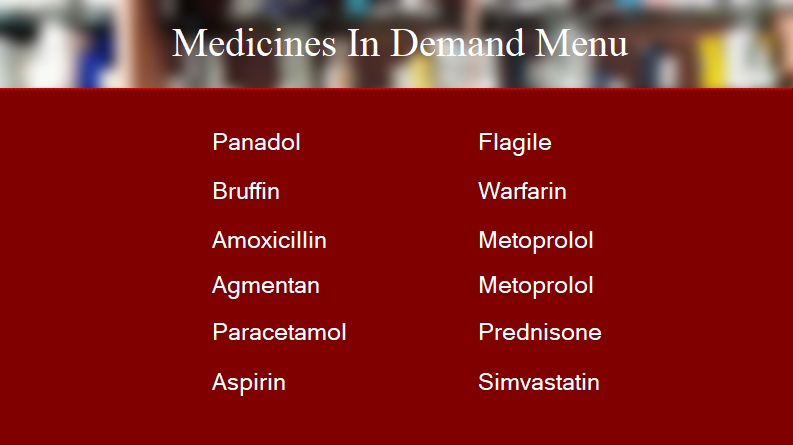 Medicines In Demand Menu
Panadol
Flagile
Bruffin
Warfarin
Amoxicillin
Metoprolol
Agmentan
Metoprolol
Paracetamol
Prednisone
Aspirin
Simvastatin